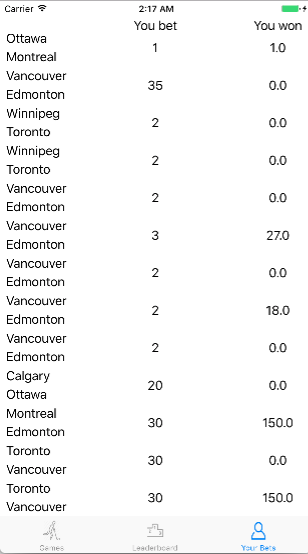 Carrier 2:17 AM
You bet You won
Ottawa
Montreal 1 1.0
Vancouver
Edmonton 35 0.0
Winnipeg
Toronto 2 0.0
Winnipeg
Toronto 2 0.0
Vancouver
Edmonton 2 0.0
Vancouver
Edmonton 3 27.0
Vancouver
Edmonton 2 0.0
Vancouver
Edmonton 2 18.0
Vancouver
Edmonton 2 0.0
Calgary
Ottawa 20 0.0
Montreal
Edmonton 30 150.0
Toronto
Vancouver 30 0.0
Toronto
Vancouver 30 150.0
Games Leaderboard Your Bets